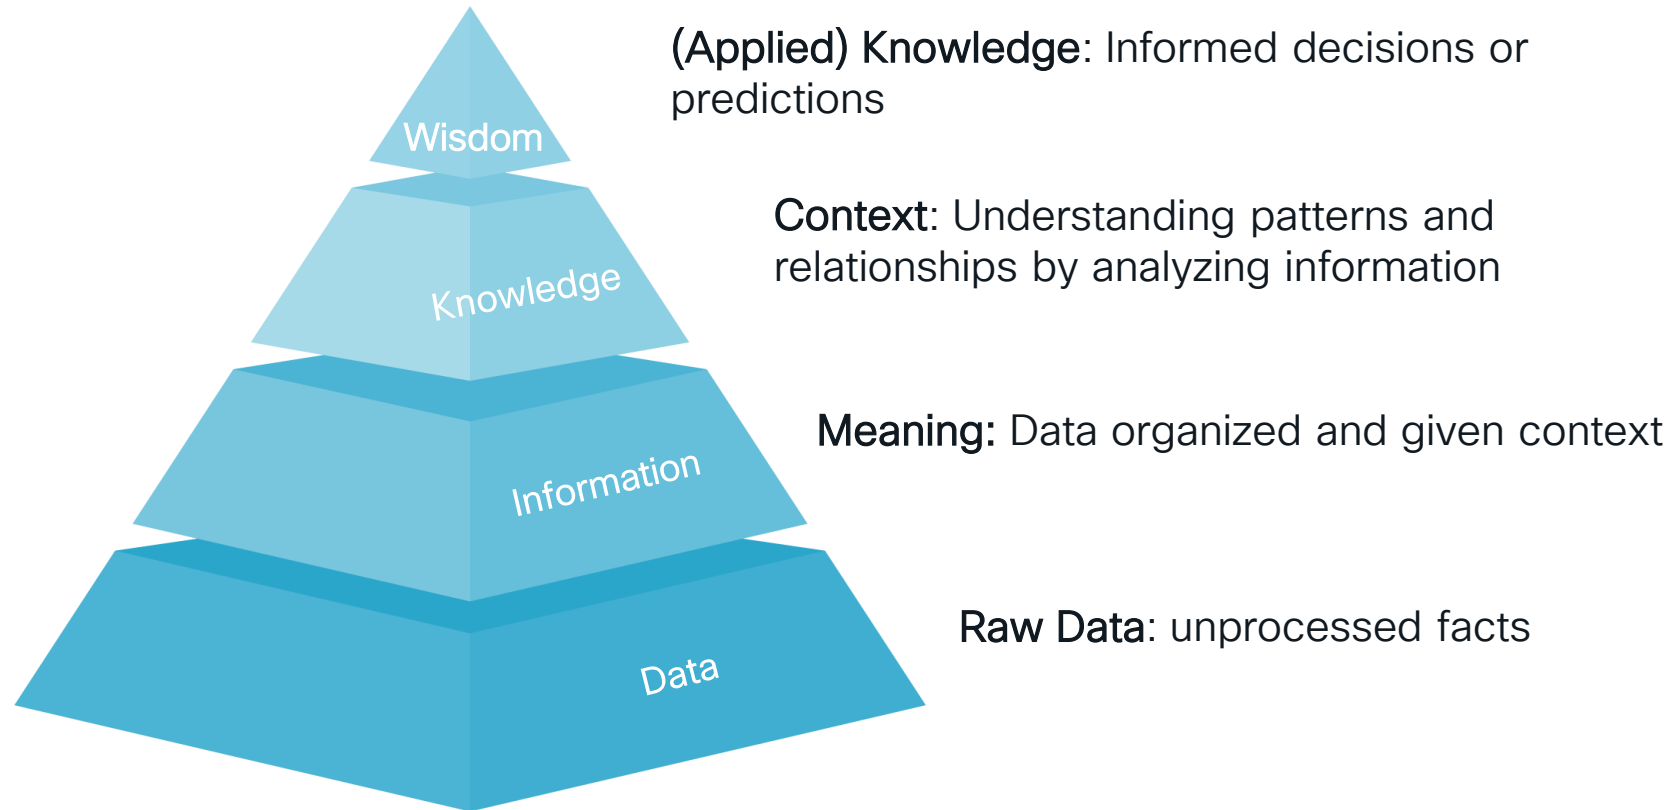 (Applied) Knowledge: Informed decisions or
predictions
Wisdom
Context: Understanding patterns and
relationships by analyzing information
Knowledge
Meaning: Data organized and given context
Information
Raw Data: unprocessed facts
Data